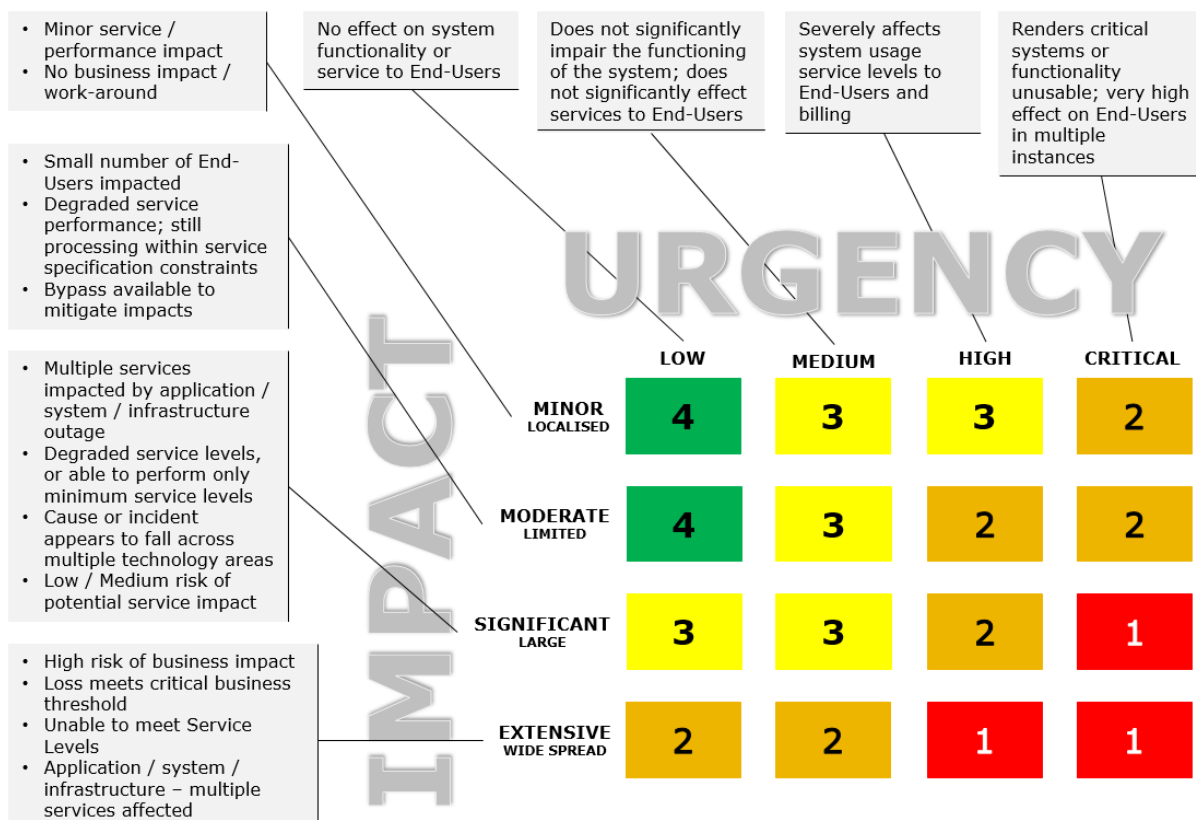 • Minor service /
performance impact
• No business impact /
work-around
No effect on system
functionality or
service to End-Users
Does not significantly
impair the functioning
of the system; does
not significantly effect
services to End-Users
Severely affects
system usage
service levels to
End-Users and
billing
Renders critical
systems or
functionality
unusable; very high
effect on End-Users
in multiple
instances
• Small number of End-
Users impacted
• Degraded service
performance; still
processing within service
specification constraints
• Bypass available to
mitigate impacts
• Multiple services
impacted by application /
system / infrastructure
outage
• Degraded service levels,
or able to perform only
minimum service levels
• Cause or incident
appears to fall across
multiple technology areas
• Low / Medium risk of
potential service impact
• High risk of business impact
• Loss meets critical business
threshold
• Unable to meet Service
Levels
• Application / system /
infrastructure – multiple
services affected
URGENCY
IMPACT
LOW MEDIUM HIGH CRITICAL
MINOR
LOCALISED
4 3 3 2
MODERATE
LIMITED
4 3 2 2
SIGNIFICANT
LARGE
3 3 2 1
EXTENSIVE
WIDE SPREAD
2 2 1 1